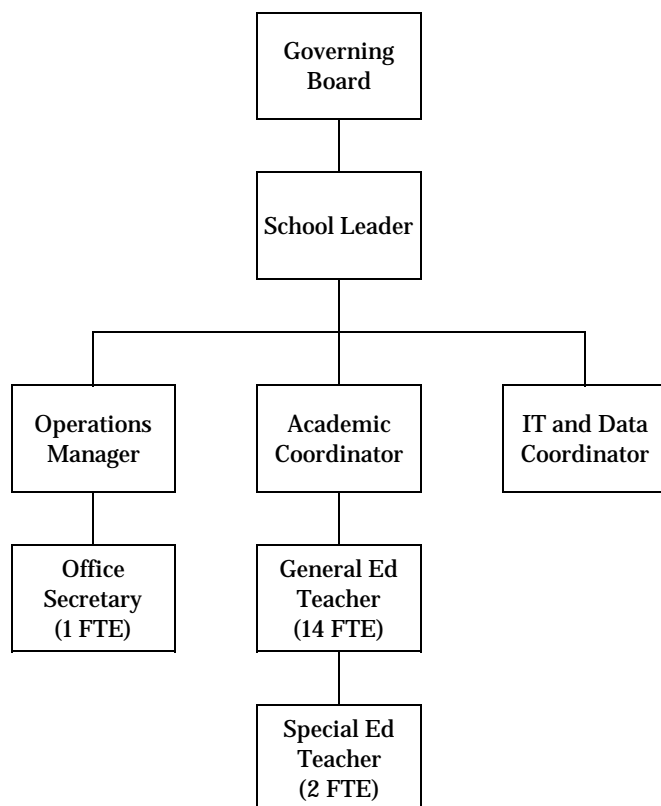 Governing
Board
School Leader
Operations
Manager
Academic
Coordinator
IT and Data
Coordinator
Office
Secretary
(1 FTE)
General Ed
Teacher
(14 FTE)
Special Ed
Teacher
(2 FTE)